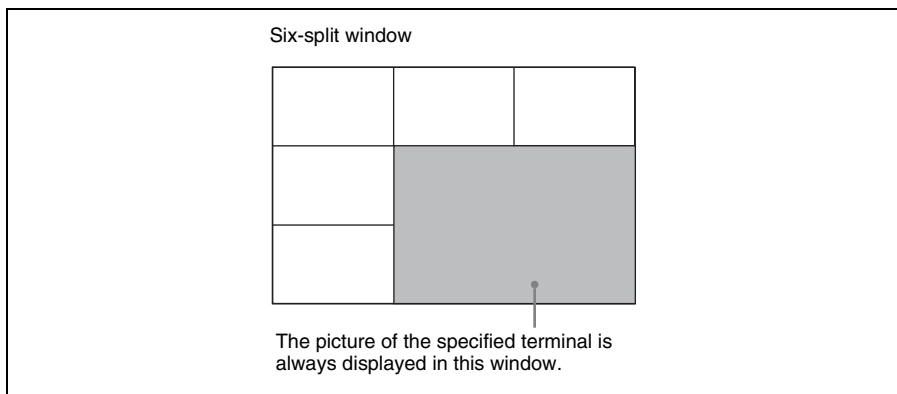 Six-split window
The picture of the specified terminal is
always displayed in this window.